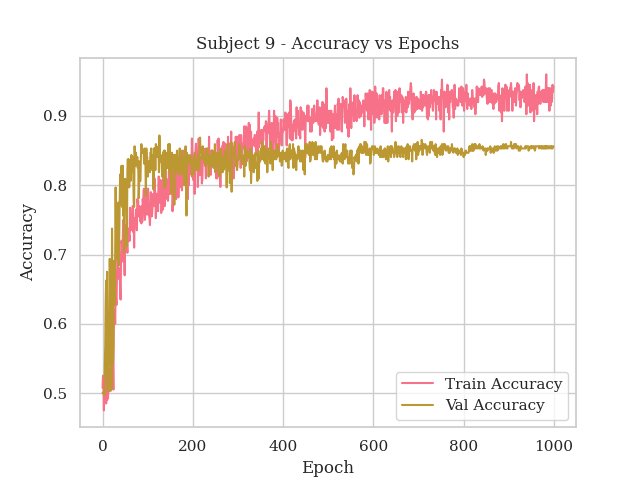 Subject 9 - Accuracy vs Epochs
Accuracy
0.9
0.8
0.7
0.6
0.5
Train Accuracy
Val Accuracy
0 200 400 600 800 1000
Epoch